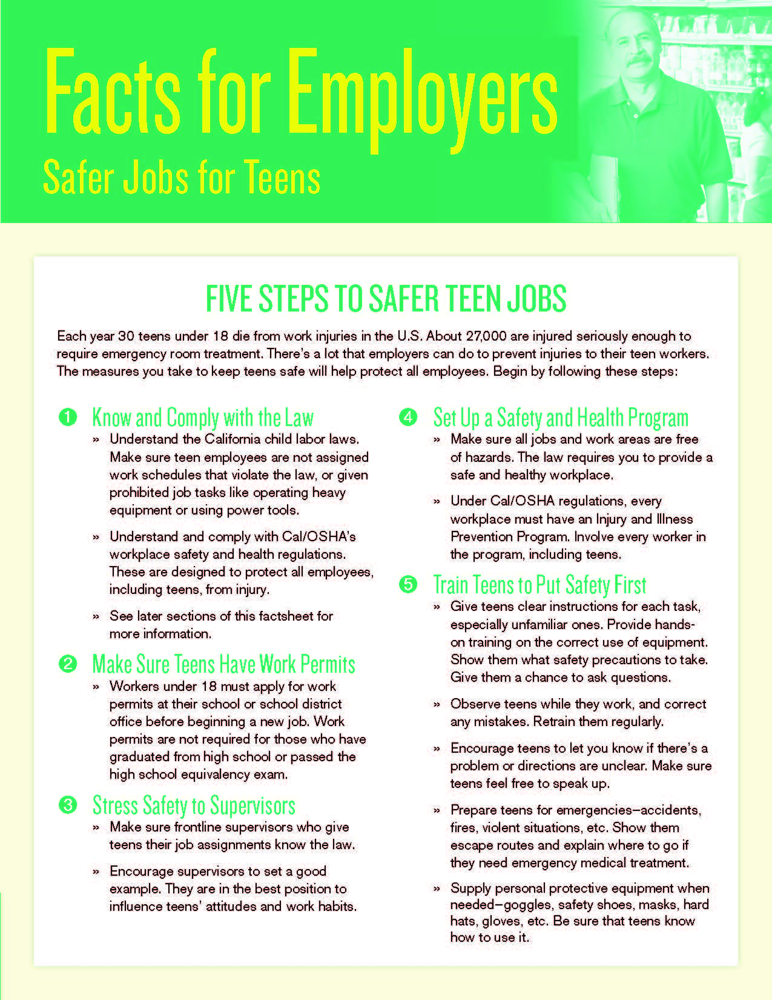 Facts for Employers
Safer Jobs for Teens
FIVE STEPS TO SAFER TEEN JOBS
Each year 30 teens under 18 die from work injuries in the U.S. About 27,000 are injured seriously enough to
require emergency room treatment. There's a lot that employers can do to prevent injuries to their teen workers.
The measures you take to keep teens safe will help protect all employees. Begin by following these steps:
1 Know and Comply with the Law
» Understand the California child labor laws.
Make sure teen employees are not assigned
work schedules that violate the law, or given
prohibited job tasks like operating heavy
equipment or using power tools.
» Understand and comply with Cal/OSHA's
workplace safety and health regulations.
These are designed to protect all employees,
including teens, from injury.
» See later sections of this factsheet for
more information.
2 Make Sure Teens Have Work Permits
» Workers under 18 must apply for work
permits at their school or school district
office before beginning a new job. Work
permits are not required for those who have
graduated from high school or passed the
high school equivalency exam.
3 Stress Safety to Supervisors
» Make sure frontline supervisors who give
teens their job assignments know the law.
» Encourage supervisors to set a good
example. They are in the best position to
influence teens' attitudes and work habits.
4 Set Up a Safety and Health Program
» Make sure all jobs and work areas are free
of hazards. The law requires you to provide a
safe and healthy workplace.
» Under Cal/OSHA regulations, every
workplace must have an Injury and Illness
Prevention Program. Involve every worker in
the program, including teens.
5 Train Teens to Put Safety First
» Give teens clear instructions for each task,
especially unfamiliar ones. Provide hands-
on training on the correct use of equipment.
Show them what safety precautions to take.
Give them a chance to ask questions.
» Observe teens while they work, and correct
any mistakes. Retrain them regularly.
» Encourage teens to let you know if there's a
problem or directions are unclear. Make sure
teens feel free to speak up.
» Prepare teens for emergencies—accidents,
fires, violent situations, etc. Show them
escape routes and explain where to go if
they need emergency medical treatment.
» Supply personal protective equipment when
needed—goggles, safety shoes, masks, hard
hats, gloves, etc. Be sure that teens know
how to use it.